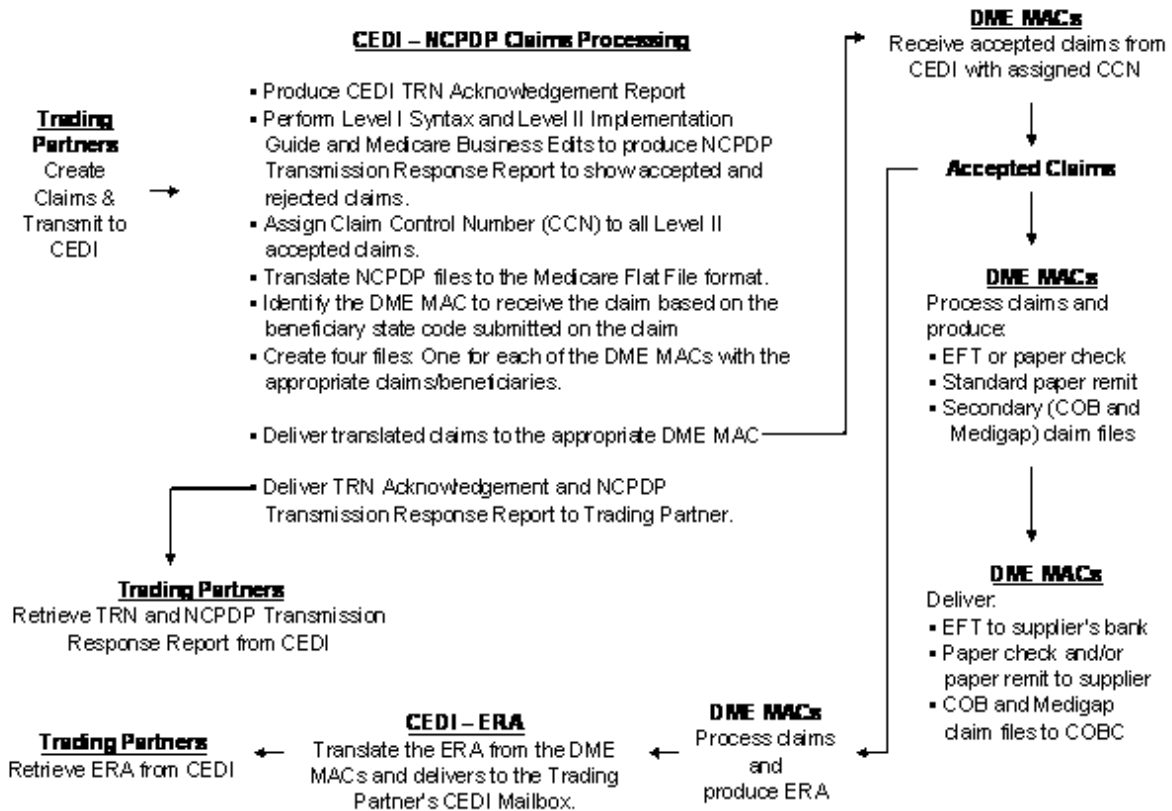 Trading
Partners
Create
Claims &
Transmit to
CEDI
CEDI – NCPDP Claims Processing
▪ Produce CEDI TRN Acknowledgement Report
▪ Perform Level I Syntax and Level II Implementation
Guide and Medicare Business Edits to produce NCPDP
Transmission Response Report to show accepted and
rejected claims.
▪ Assign Claim Control Number (CCN) to all Level II
accepted claims.
▪ Translate NCPDP files to the Medicare Flat File format.
▪ Identify the DME MAC to receive the claim based on the
beneficiary state code submitted on the claim
▪ Create four files: One for each of the DME MACs with the
appropriate claims/beneficiaries.
▪ Deliver translated claims to the appropriate DME MAC
▪ Deliver TRN Acknowledgement and NCPDP
Transmission Response Report to Trading Partner.
Trading Partners
Retrieve TRN and NCPDP Transmission
Response Report from CEDI
DME MACs
Receive accepted claims from
CEDI with assigned CCN
Accepted Claims
DME MACs
Process claims and
produce:
▪ EFT or paper check
▪ Standard paper remit
▪ Secondary (COB and
Medigap) claim files
DME MACs
Deliver:
▪ EFT to supplier's bank
▪ Paper check and/or
paper remit to supplier
▪ COB and Medigap
claim files to COBC
DME MACs
Process claims
and
produce ERA
CEDI – ERA
Translate the ERA from the DME
MACs and delivers to the Trading
Partner's CEDI Mailbox.
Trading Partners
Retrieve ERA from CEDI